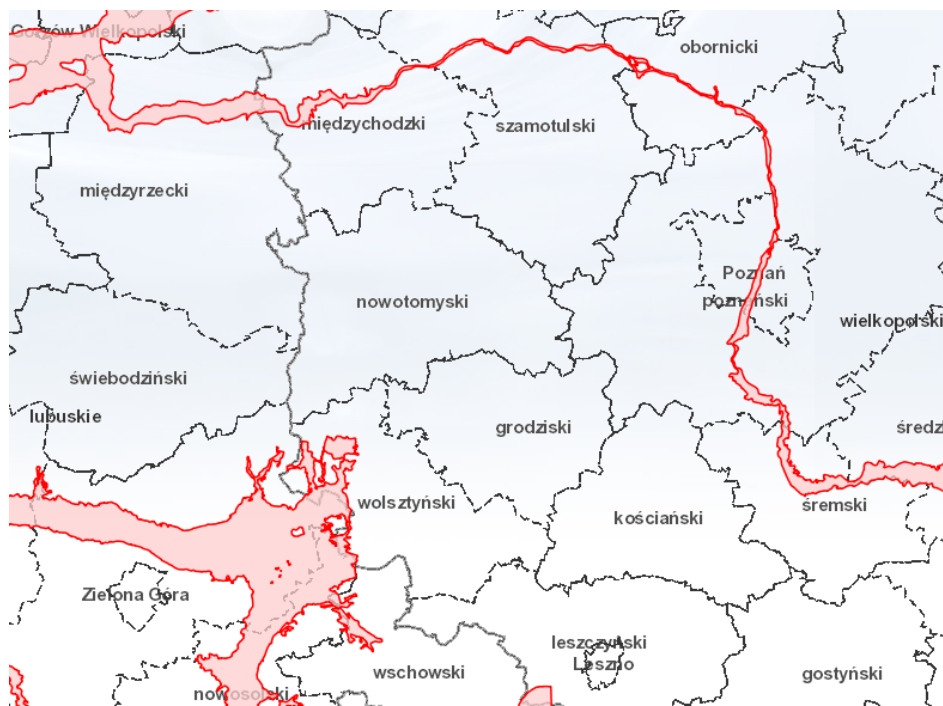 Gorzów Wielkopolski
obornicki
międzychodzki
szamotulski
międzyrzecki
Poznań
nowotomyski
poznański
wielkopolski
świebodziński
lubuskie
grodziski
wolsztyński
kościański
śremski
Zielona Góra
leszczyński
Leszno
wschowski
gostyński
nowosolski